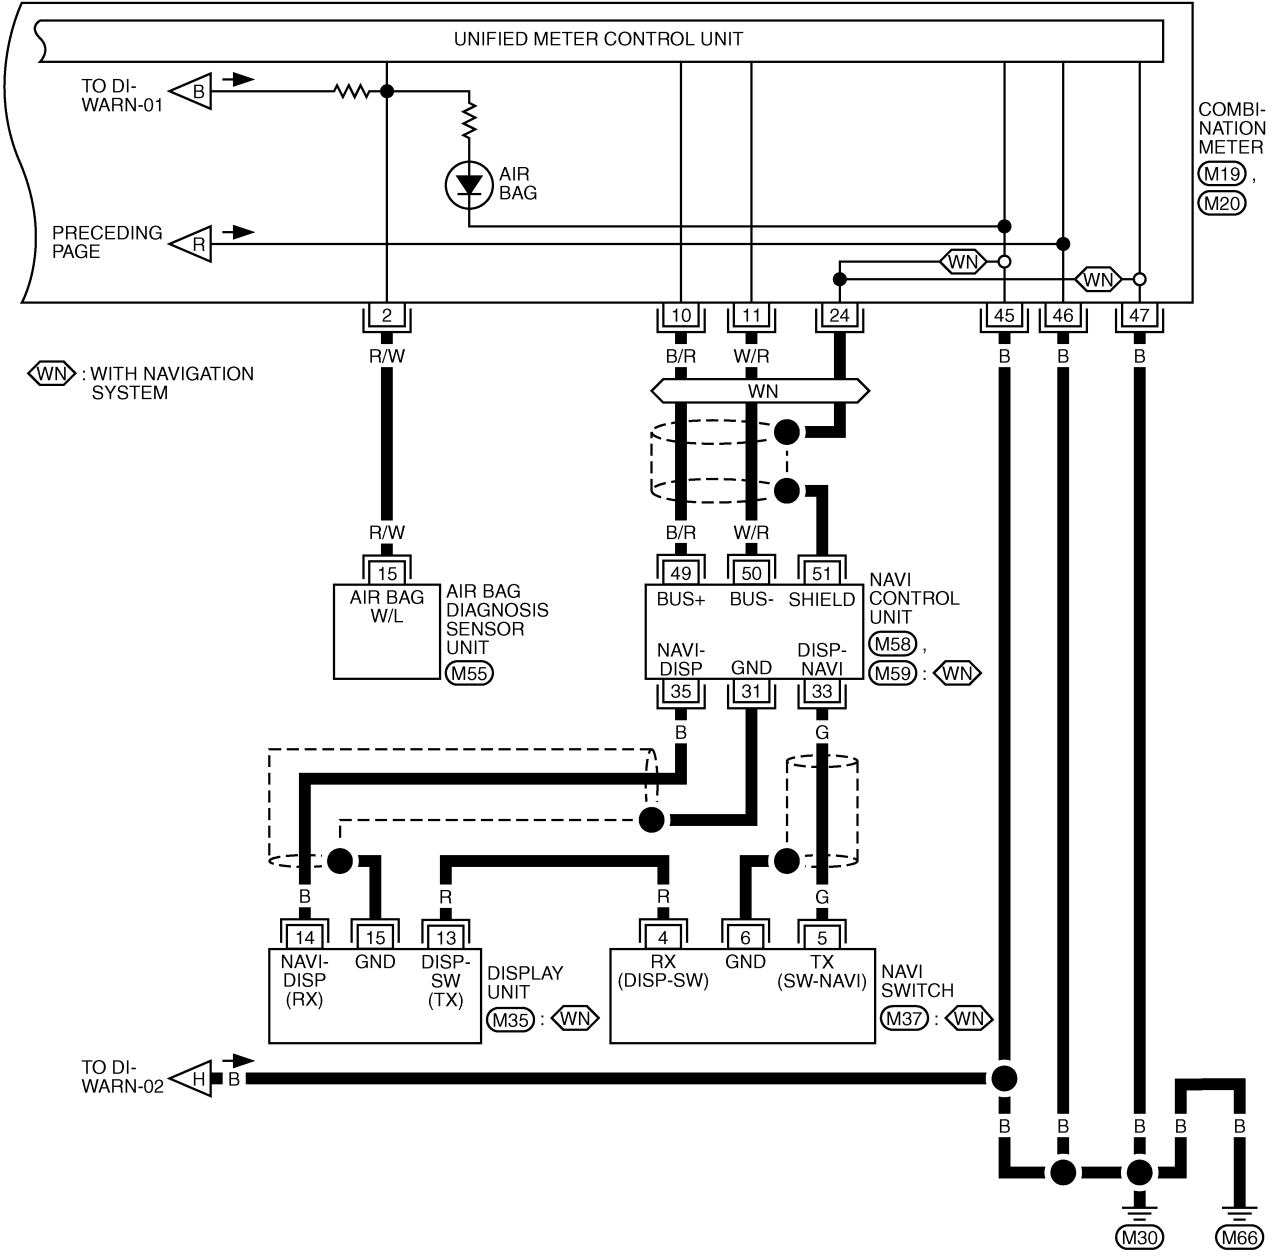 UNIFIED METER CONTROL UNIT
TO DI-
WARN-01
B
AIR
BAG
COMBI-
NATION
METER
M19 ,
M20
PRECEDING
PAGE
R
WN
WN
2
10
11
24
45
46
47
R/W
B/R
W/R
B
B
B
WN : WITH NAVIGATION
SYSTEM
WN
R/W
B/R
W/R
15
49
50
51
AIR BAG
W/L
AIR BAG
DIAGNOSIS
SENSOR
UNIT
M55
BUS+
BUS-
SHIELD
NAVI
CONTROL
UNIT
M58 ,
M59 : WN
NAVI-
DISP
GND
DISP-
NAVI
35
31
33
B
G
B
R
R
G
14
15
13
4
6
5
NAVI-
DISP
(RX)
GND
DISP-
SW
(TX)
DISPLAY
UNIT
M35 : WN
RX
(DISP-SW)
GND
TX
(SW-NAVI)
NAVI
SWITCH
M37 : WN
TO DI-
WARN-02
H
B
B
B
B
B
B
M30
M66